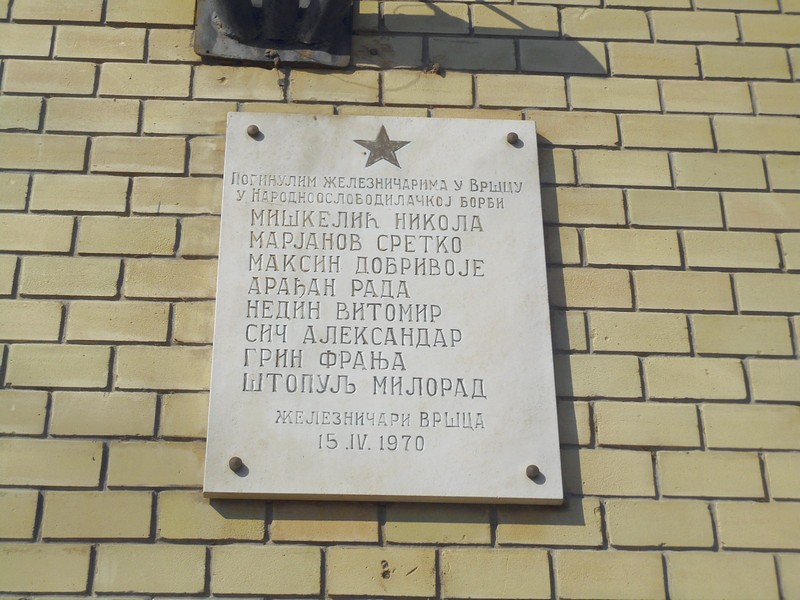 Погинулим железничарима у Вршцу
у Народноослободилачкој борби
МИШКЕЛИЋ НИКОЛА
МАРЈАНОВ СРЕТКО
МАКСИН ДОБРИВОЈЕ
АРАЂАН РАДА
НЕДИН ВИТОМИР
СИЧ АЛЕКСАНДАР
ГРИН ФРАЊА
ШТОПУЉ МИЛОРАД
ЖЕЛЕЗНИЧАРИ ВРШЦА
15.IV.1970